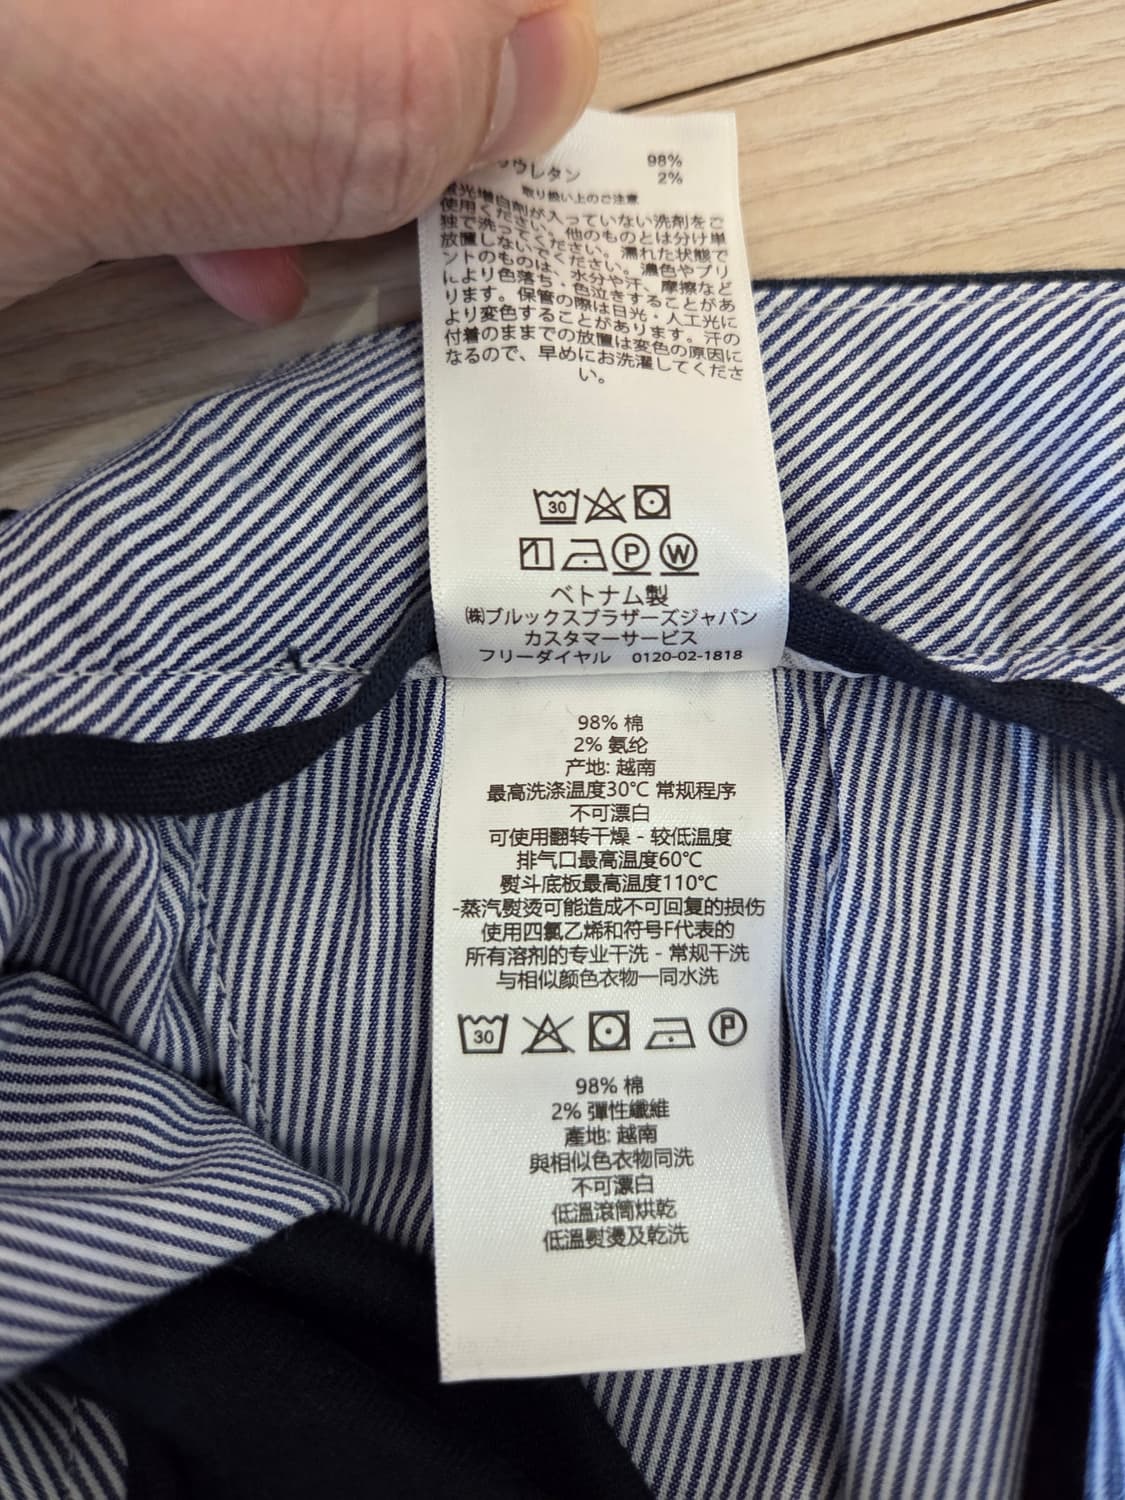 ウレタン 2%
98%
取り扱い上のご注意
蛍光増白剤が入っていない洗剤をご
使用ください。他のものとは分け単
独で洗ってください。濡れた状態で
放置しないでください。濃色やプリ
ントのものは、水分や汗、摩擦など
により色落ち・色泣きすることがあ
ります。保管の際は日光・人工光に
より変色することがあります。汗の
付着のままでの放置は変色の原因に
なるので、早めにお洗濯してくださ
い。
30
P W
ベトナム製
㈱ブルックスブラザーズジャパン
カスタマーサービス
フリーダイヤル 0120-02-1818
98% 棉
2% 氨纶
产地: 越南
最高洗涤温度30℃ 常规程序
不可漂白
可使用翻转干燥 - 较低温度
排气口最高温度60℃
熨斗底板最高温度110℃
-蒸汽熨烫可能造成不可回复的损伤
使用四氯乙烯和符号F代表的
所有溶剂的专业干洗 - 常规干洗
与相似颜色衣物一同水洗
30 P
98% 棉
2% 彈性纖維
產地: 越南
與相似色衣物同洗
不可漂白
低溫滾筒烘乾
低溫熨燙及乾洗